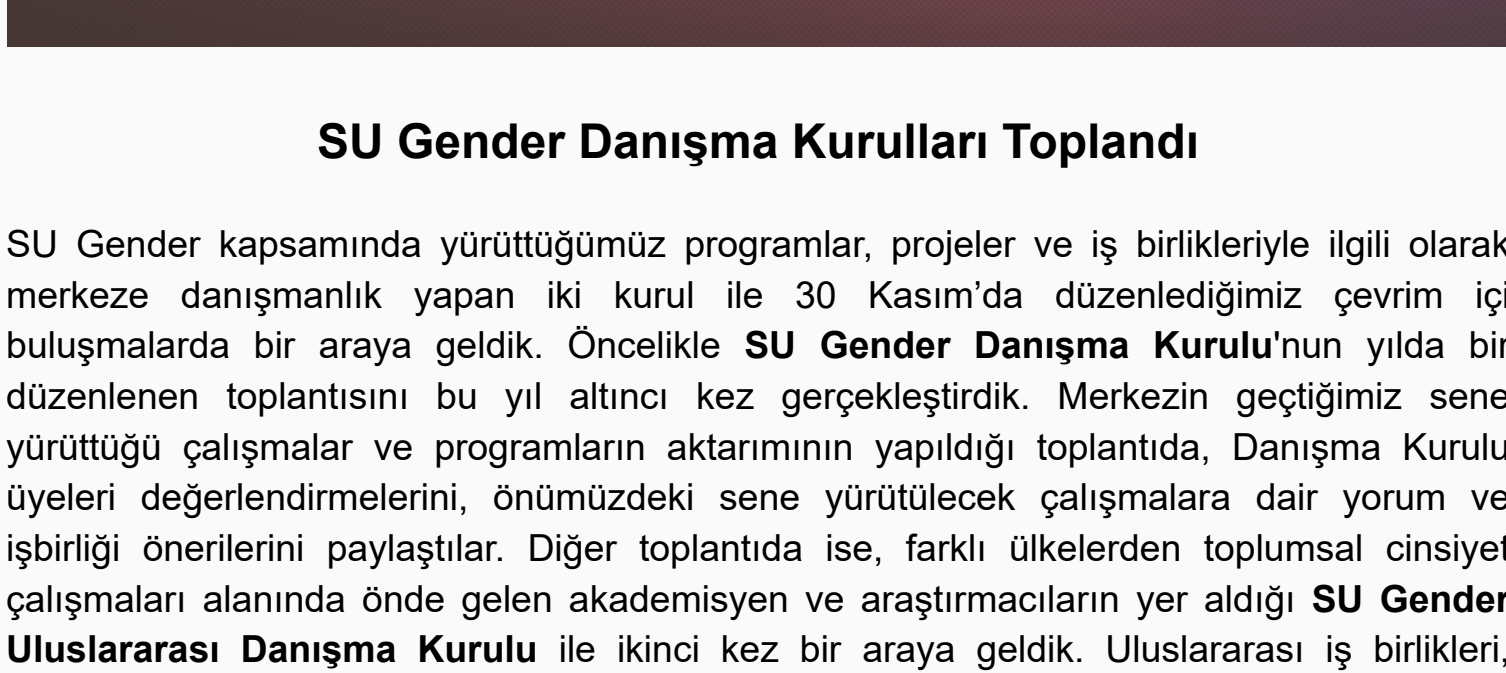 SU Gender Danışma Kurulları Toplandı
SU Gender kapsamında yürüttüğümüz programlar, projeler ve iş birlikleriyle ilgili olarak
merkeze danışmanlık yapan iki kurul ile 30 Kasım’da düzenlediğimiz çevrim içi
buluşmalarda bir araya geldik. Öncelikle SU Gender Danışma Kurulu'nun yılda bir
düzenlenen toplantısını bu yıl altıncı kez gerçekleştirdik. Merkezin geçtiğimiz sene
yürüttüğü çalışmalar ve programların aktarımının yapıldığı toplantıda, Danışma Kurulu
üyeleri değerlendirmelerini, önümüzdeki sene yürütülecek çalışmalara dair yorum ve
işbirliği önerilerini paylaştılar. Diğer toplantıda ise, farklı ülkelerden toplumsal cinsiyet
çalışmaları alanında önde gelen akademisyen ve araştırmacıların yer aldığı SU Gender
Uluslararası Danışma Kurulu ile ikinci kez bir araya geldik. Uluslararası iş birlikleri,